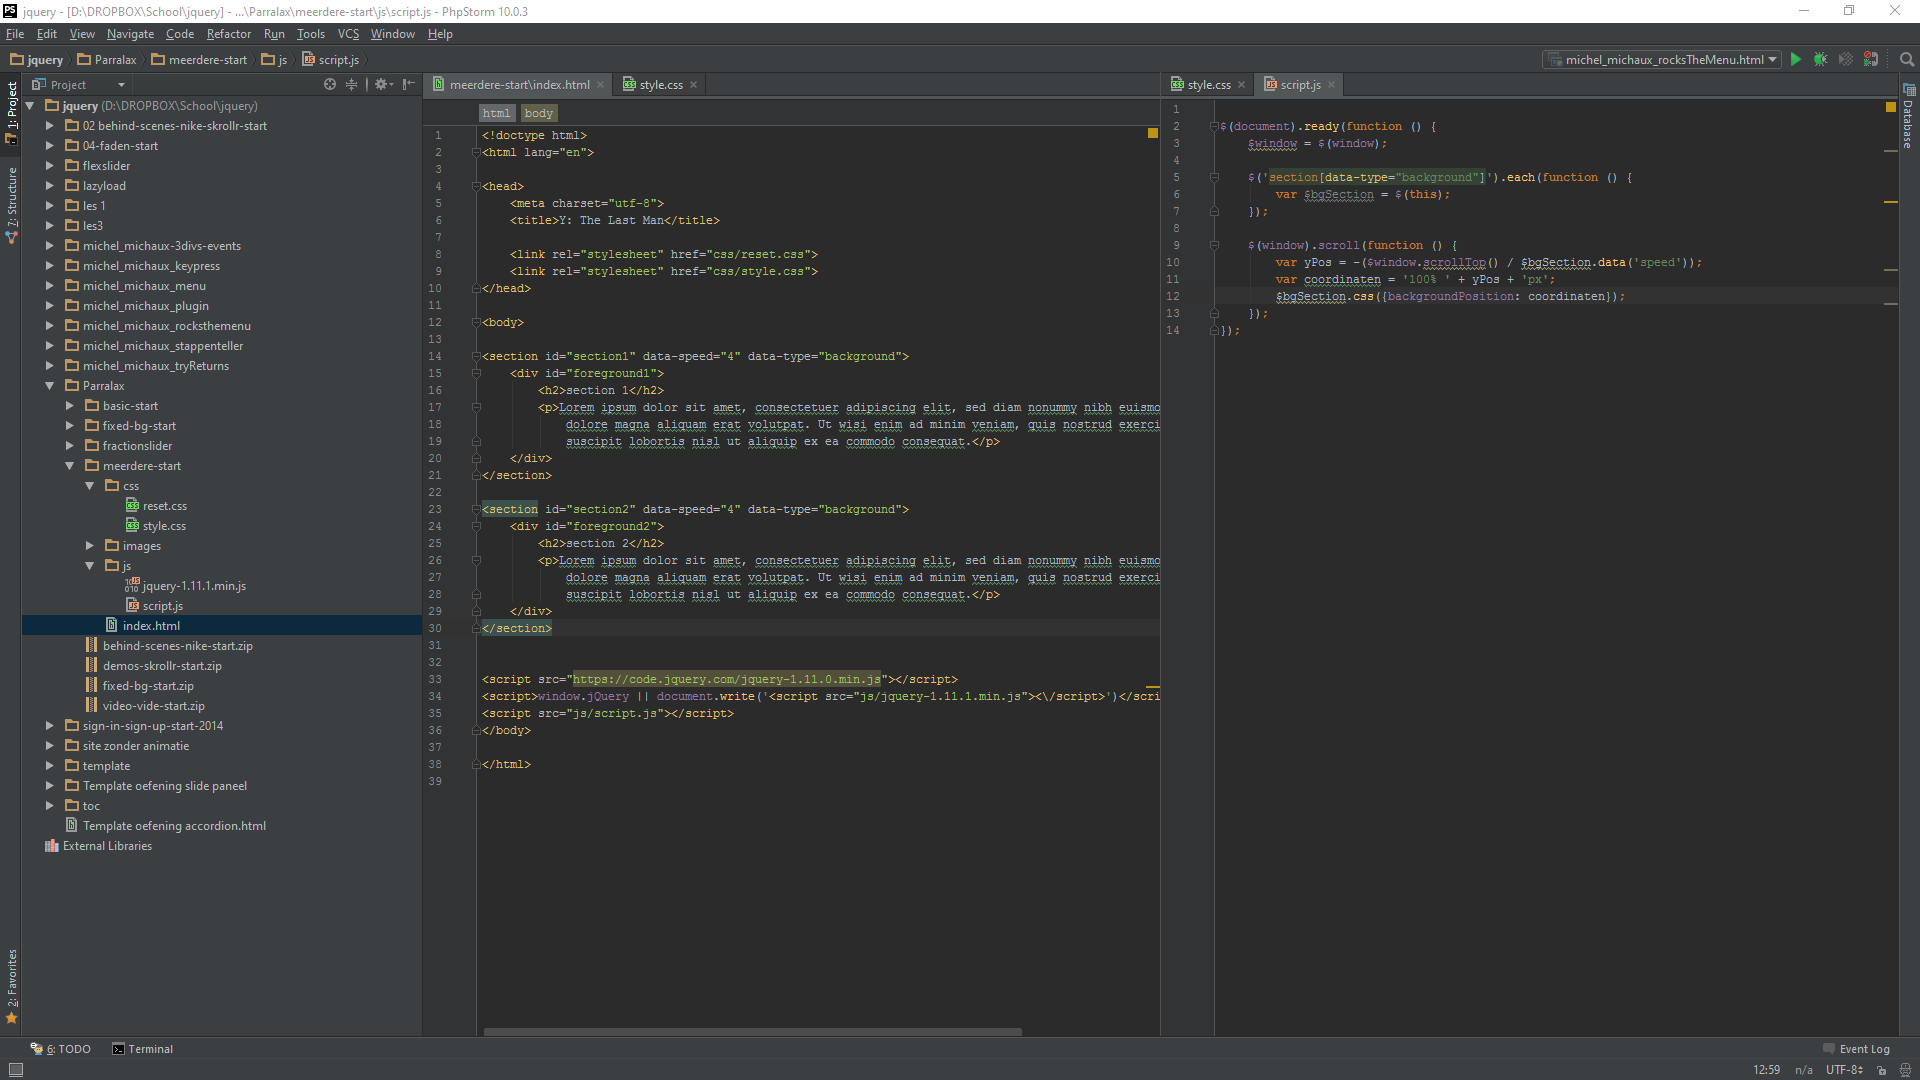 jquery - [D:\DROPBOX\School\jquery] - ...\Parralax\meerdere-start\js\script.js - PhpStorm 10.0.3
File Edit View Navigate Code Refactor Run Tools VCS Window Help
jquery Parralax meerdere-start js script.js michel_michaux_rocksTheMenu.html
Project
1: Project
7: Structure
2: Favorites
jquery (D:\DROPBOX\School\jquery)
02 behind-scenes-nike-skrollr-start
04-faden-start
flexslider
lazyload
les 1
les3
michel_michaux-3divs-events
michel_michaux_keypress
michel_michaux_menu
michel_michaux_plugin
michel_michaux_rocksthemenu
michel_michaux_stappenteller
michel_michaux_tryReturns
Parralax
basic-start
fixed-bg-start
fractionslider
meerdere-start
css
reset.css
style.css
images
js
jquery-1.11.1.min.js
script.js
index.html
behind-scenes-nike-start.zip
demos-skrollr-start.zip
fixed-bg-start.zip
video-vide-start.zip
sign-in-sign-up-start-2014
site zonder animatie
template
Template oefening slide paneel
toc
Template oefening accordion.html
External Libraries
meerdere-start\index.html style.css
html body
1 <!doctype html>
2 <html lang="en">
3
4 <head>
5 <meta charset="utf-8">
6 <title>Y: The Last Man</title>
7
8 <link rel="stylesheet" href="css/reset.css">
9 <link rel="stylesheet" href="css/style.css">
10 </head>
11
12 <body>
13
14 <section id="section1" data-speed="4" data-type="background">
15 <div id="foreground1">
16 <h2>section 1</h2>
17 <p>Lorem ipsum dolor sit amet, consectetuer adipiscing elit, sed diam nonummy nibh euismo
18 dolore magna aliquam erat volutpat. Ut wisi enim ad minim veniam, quis nostrud exerci
19 suscipit lobortis nisl ut aliquip ex ea commodo consequat.</p>
20 </div>
21 </section>
22
23 <section id="section2" data-speed="4" data-type="background">
24 <div id="foreground2">
25 <h2>section 2</h2>
26 <p>Lorem ipsum dolor sit amet, consectetuer adipiscing elit, sed diam nonummy nibh euismo
27 dolore magna aliquam erat volutpat. Ut wisi enim ad minim veniam, quis nostrud exerci
28 suscipit lobortis nisl ut aliquip ex ea commodo consequat.</p>
29 </div>
30 </section>
31
32
33 <script src="https://code.jquery.com/jquery-1.11.0.min.js"></script>
34 <script>window.jQuery || document.write('<script src="js/jquery-1.11.1.min.js"><\/script>')</scri
35 <script src="js/script.js"></script>
36 </body>
37
38 </html>
39
style.css script.js
1
2 $(document).ready(function () {
3 $window = $(window);
4
5 $('section[data-type="background"]').each(function () {
6 var $bgSection = $(this);
7 });
8
9 $(window).scroll(function () {
10 var yPos = -($window.scrollTop() / $bgSection.data('speed'));
11 var coordinaten = '100% ' + yPos + 'px';
12 $bgSection.css({backgroundPosition: coordinaten});
13 });
14 });
Database
6: TODO Terminal Event Log
12:59 n/a UTF-8